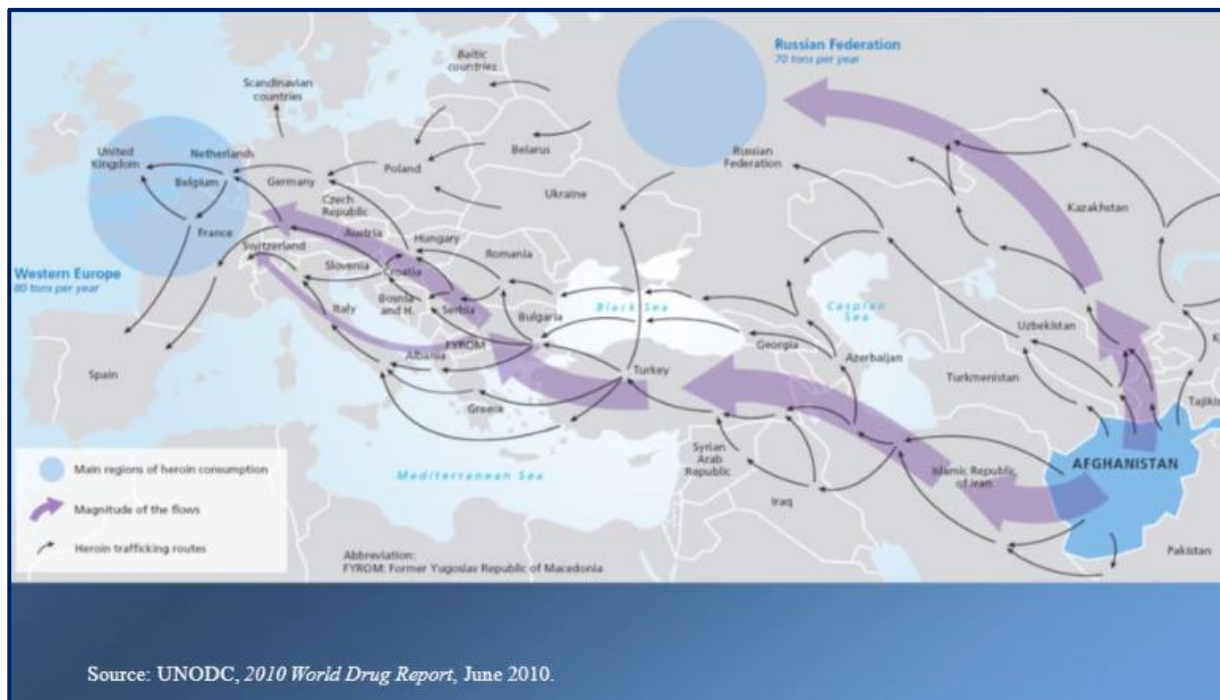 Russian Federation
70 tons per year
Baltic
countries
Scandinavian
countries
United
Kingdom
Netherlands
Belgium
Germany
Poland
Belarus
Russian
Federation
Ukraine
Czech
Republic
Kazakhstan
France
Switzerland
Austria
Hungary
Western Europe
80 tons per year
Slovenia
Croatia
Romania
Italy
Bosnia
and H.
Serbia
Black Sea
Caspian
Sea
Bulgaria
Uzbekistan
FYROM
Albania
Georgia
Azerbaijan
Spain
Turkey
Turkmenistan
Greece
Tajiki
Syrian
Arab
Republic
Mediterranean Sea
Islamic Republic
of Iran
AFGHANISTAN
Iraq
Pakistan
Main regions of heroin consumption
Magnitude of the flows
Heroin trafficking routes
Abbreviation:
FYROM: Former Yugoslav Republic of Macedonia
Source: UNODC, 2010 World Drug Report, June 2010.